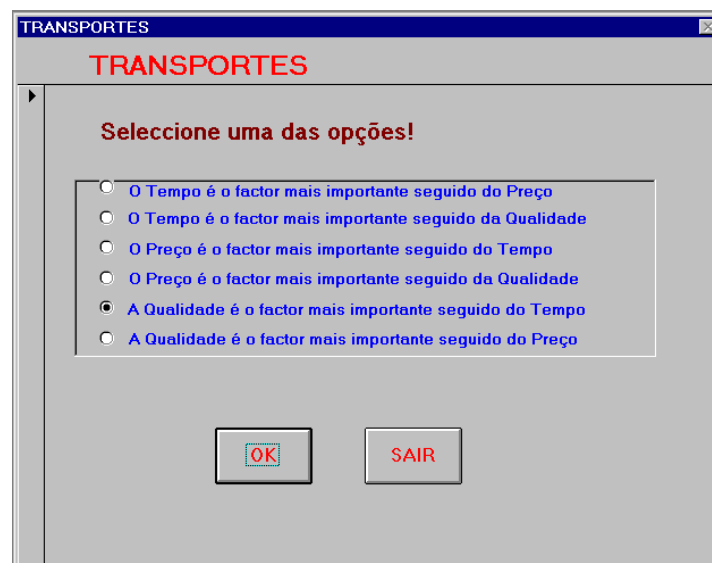 TRANSPORTES
TRANSPORTES
Seleccione uma das opções!
O Tempo é o factor mais importante seguido do Preço
O Tempo é o factor mais importante seguido da Qualidade
O Preço é o factor mais importante seguido do Tempo
O Preço é o factor mais importante seguido da Qualidade
A Qualidade é o factor mais importante seguido do Tempo
A Qualidade é o factor mais importante seguido do Preço
OK SAIR